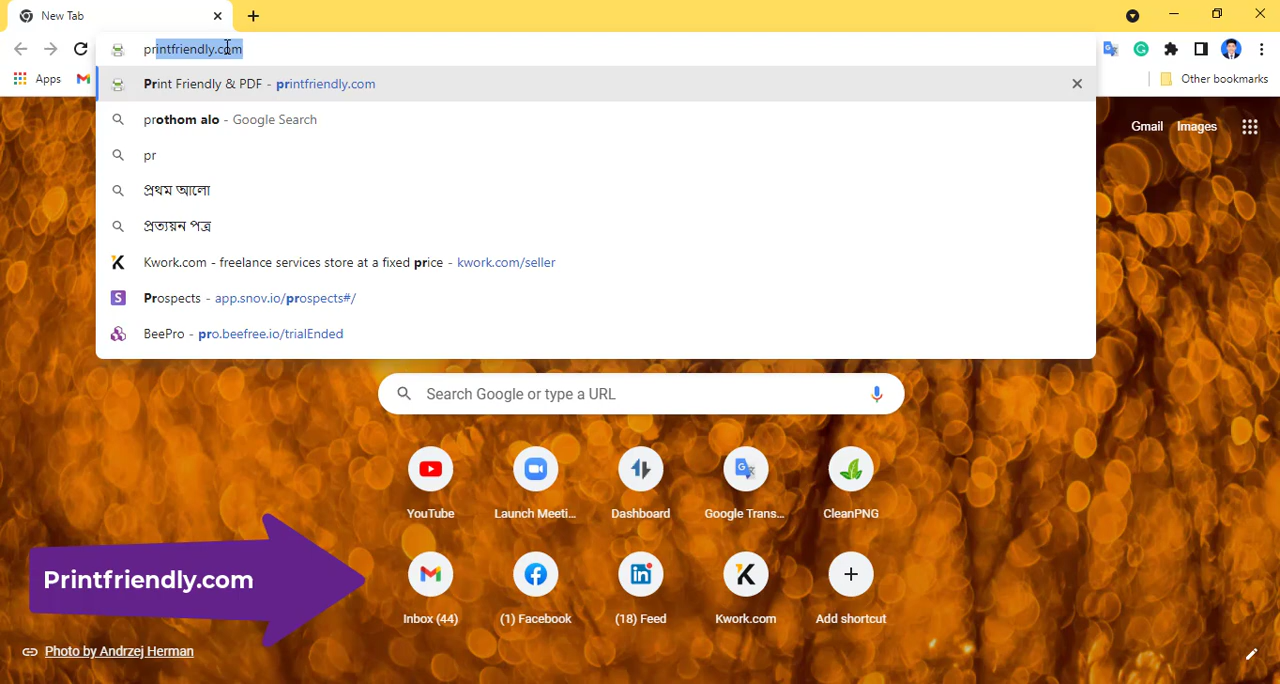 New Tab
printfriendly.com
Apps
Other bookmarks
Print Friendly & PDF - printfriendly.com
prothom alo - Google Search
pr
প্রথম আলো
প্রত্যয়ন পত্র
Kwork.com - freelance services store at a fixed price - kwork.com/seller
Prospects - app.snov.io/prospects#/
BeePro - pro.beefree.io/trialEnded
Gmail Images
Search Google or type a URL
YouTube Launch Meeti... Dashboard Google Trans... CleanPNG
Inbox (44) (1) Facebook (18) Feed Kwork.com Add shortcut
Printfriendly.com
Photo by Andrzej Herman